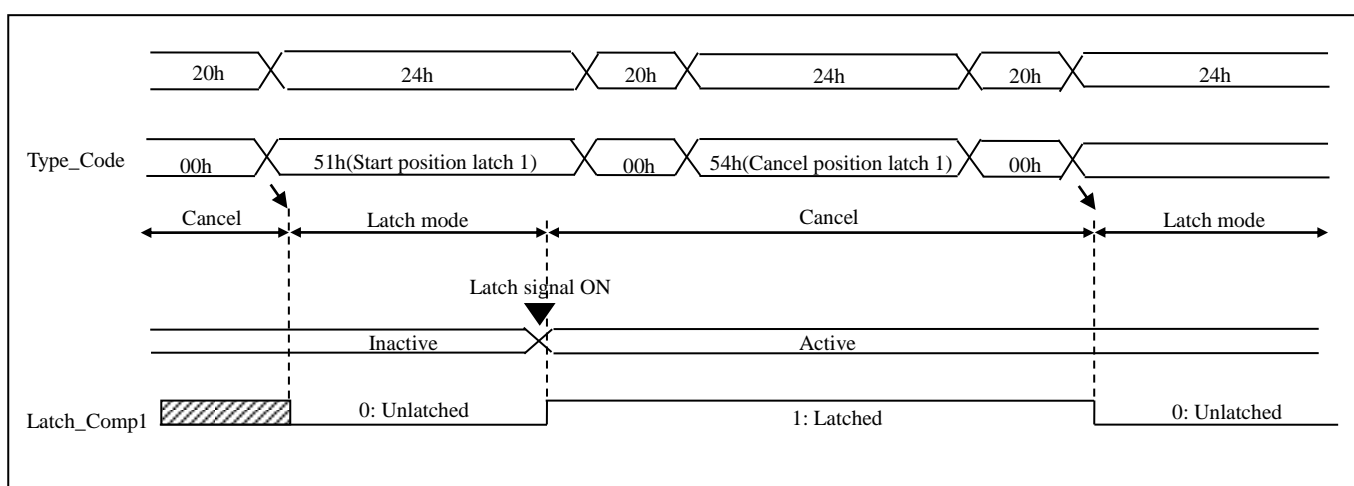 20h 24h 20h 24h 20h 24h
Type_Code 00h 51h(Start position latch 1) 00h 54h(Cancel position latch 1) 00h
Cancel Latch mode Cancel Latch mode
Latch signal ON
Inactive Active
Latch_Comp1 0: Unlatched 1: Latched 0: Unlatched